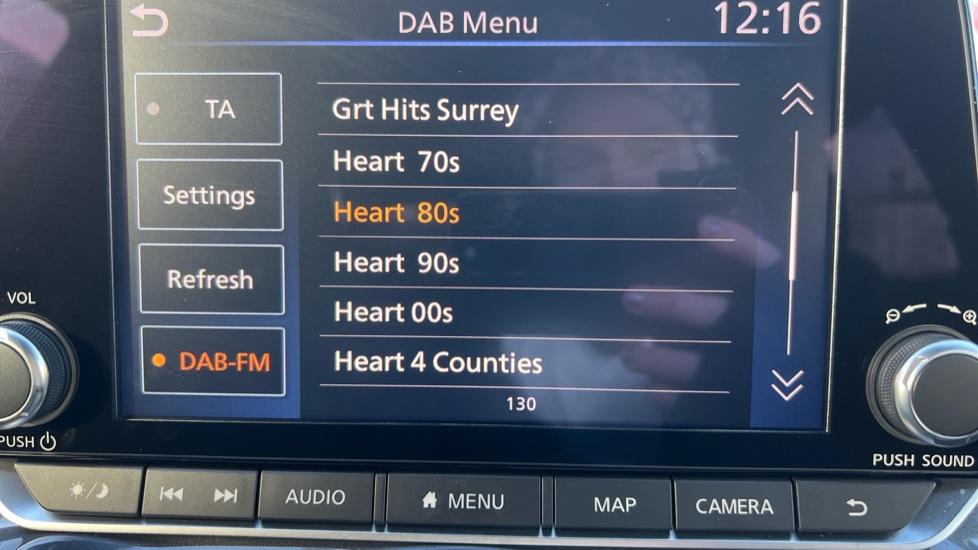 DAB Menu 12:16
TA
Settings
Refresh
DAB-FM
Grt Hits Surrey
Heart 70s
Heart 80s
Heart 90s
Heart 00s
Heart 4 Counties
130
VOL
PUSH
PUSH SOUND
AUDIO
MENU
MAP
CAMERA